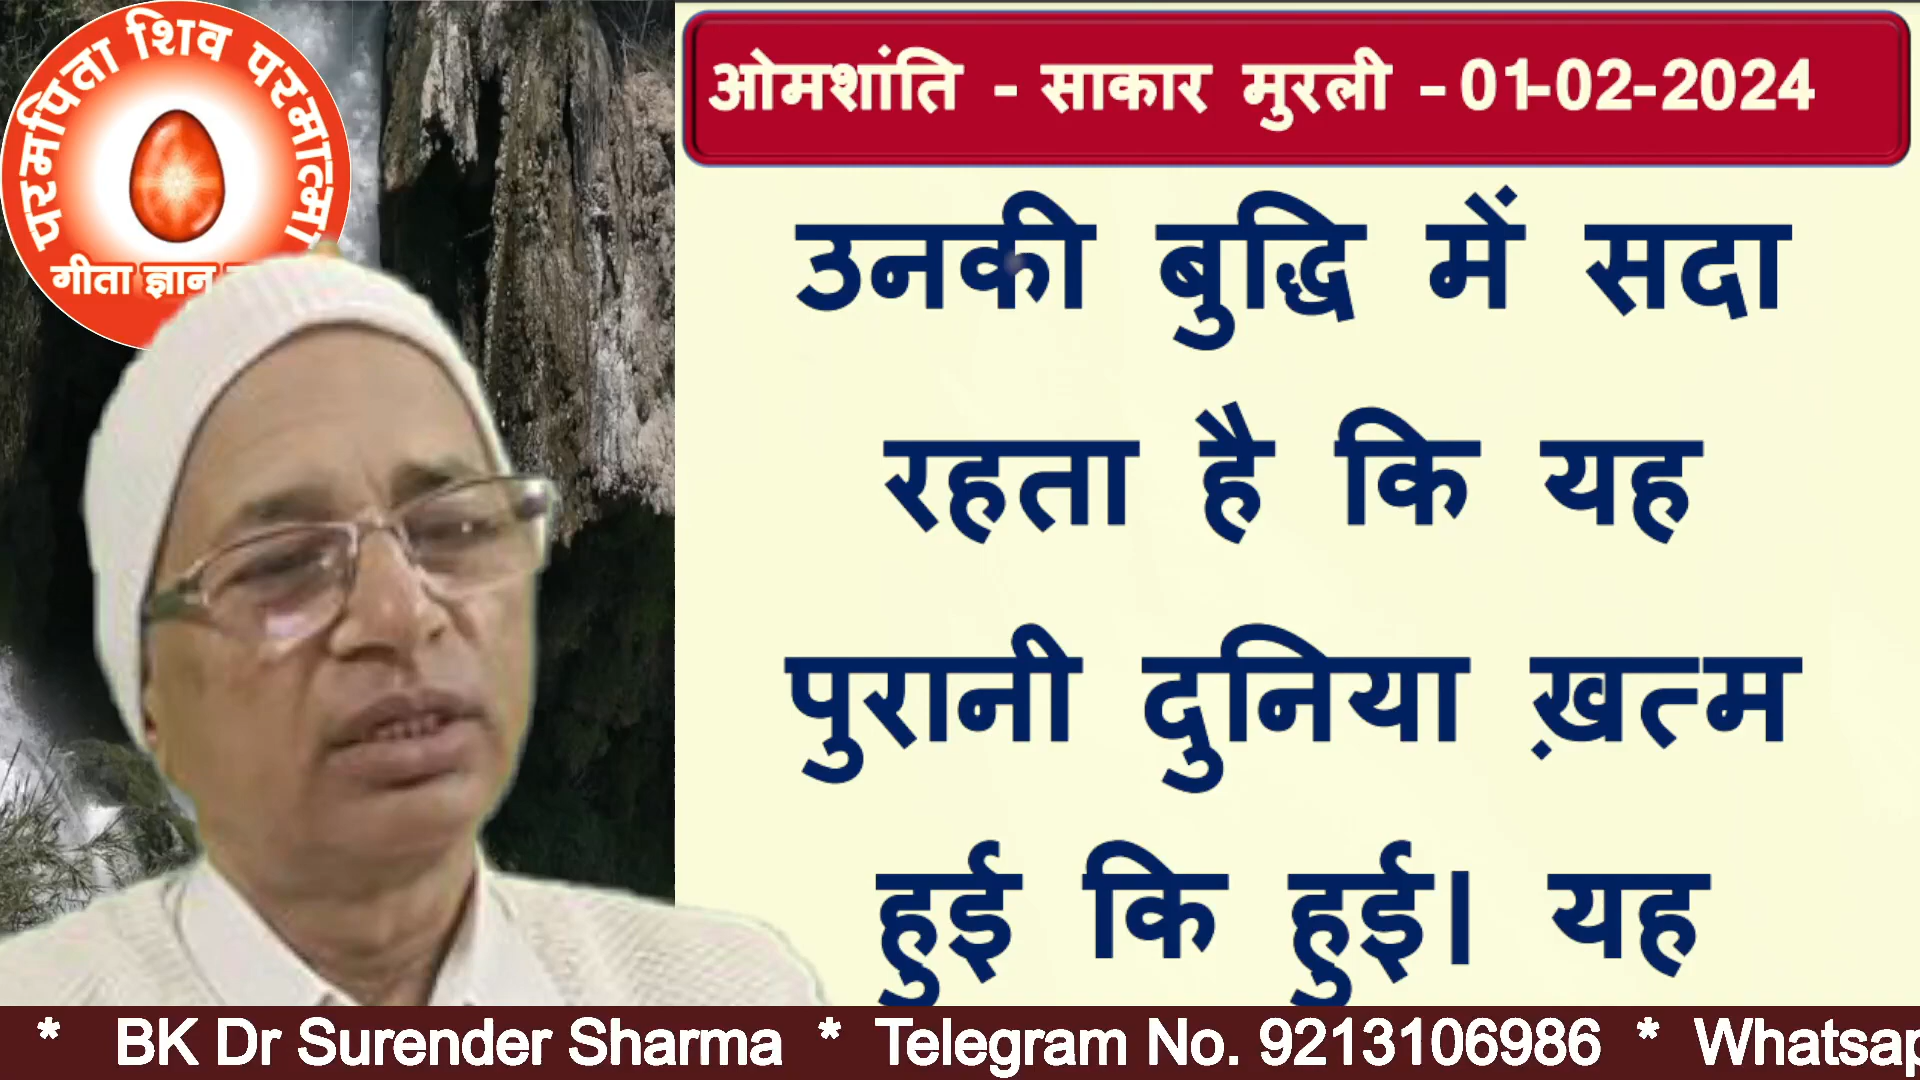 परमपिता शिव परमात्मा
गीता ज्ञान
ओमशांति - साकार मुरली - 01-02-2024
उनकी बुद्धि में सदा
रहता है कि यह
पुरानी दुनिया ख़त्म
हुई कि हुई। यह
* BK Dr Surender Sharma * Telegram No. 9213106986 * Whatsap